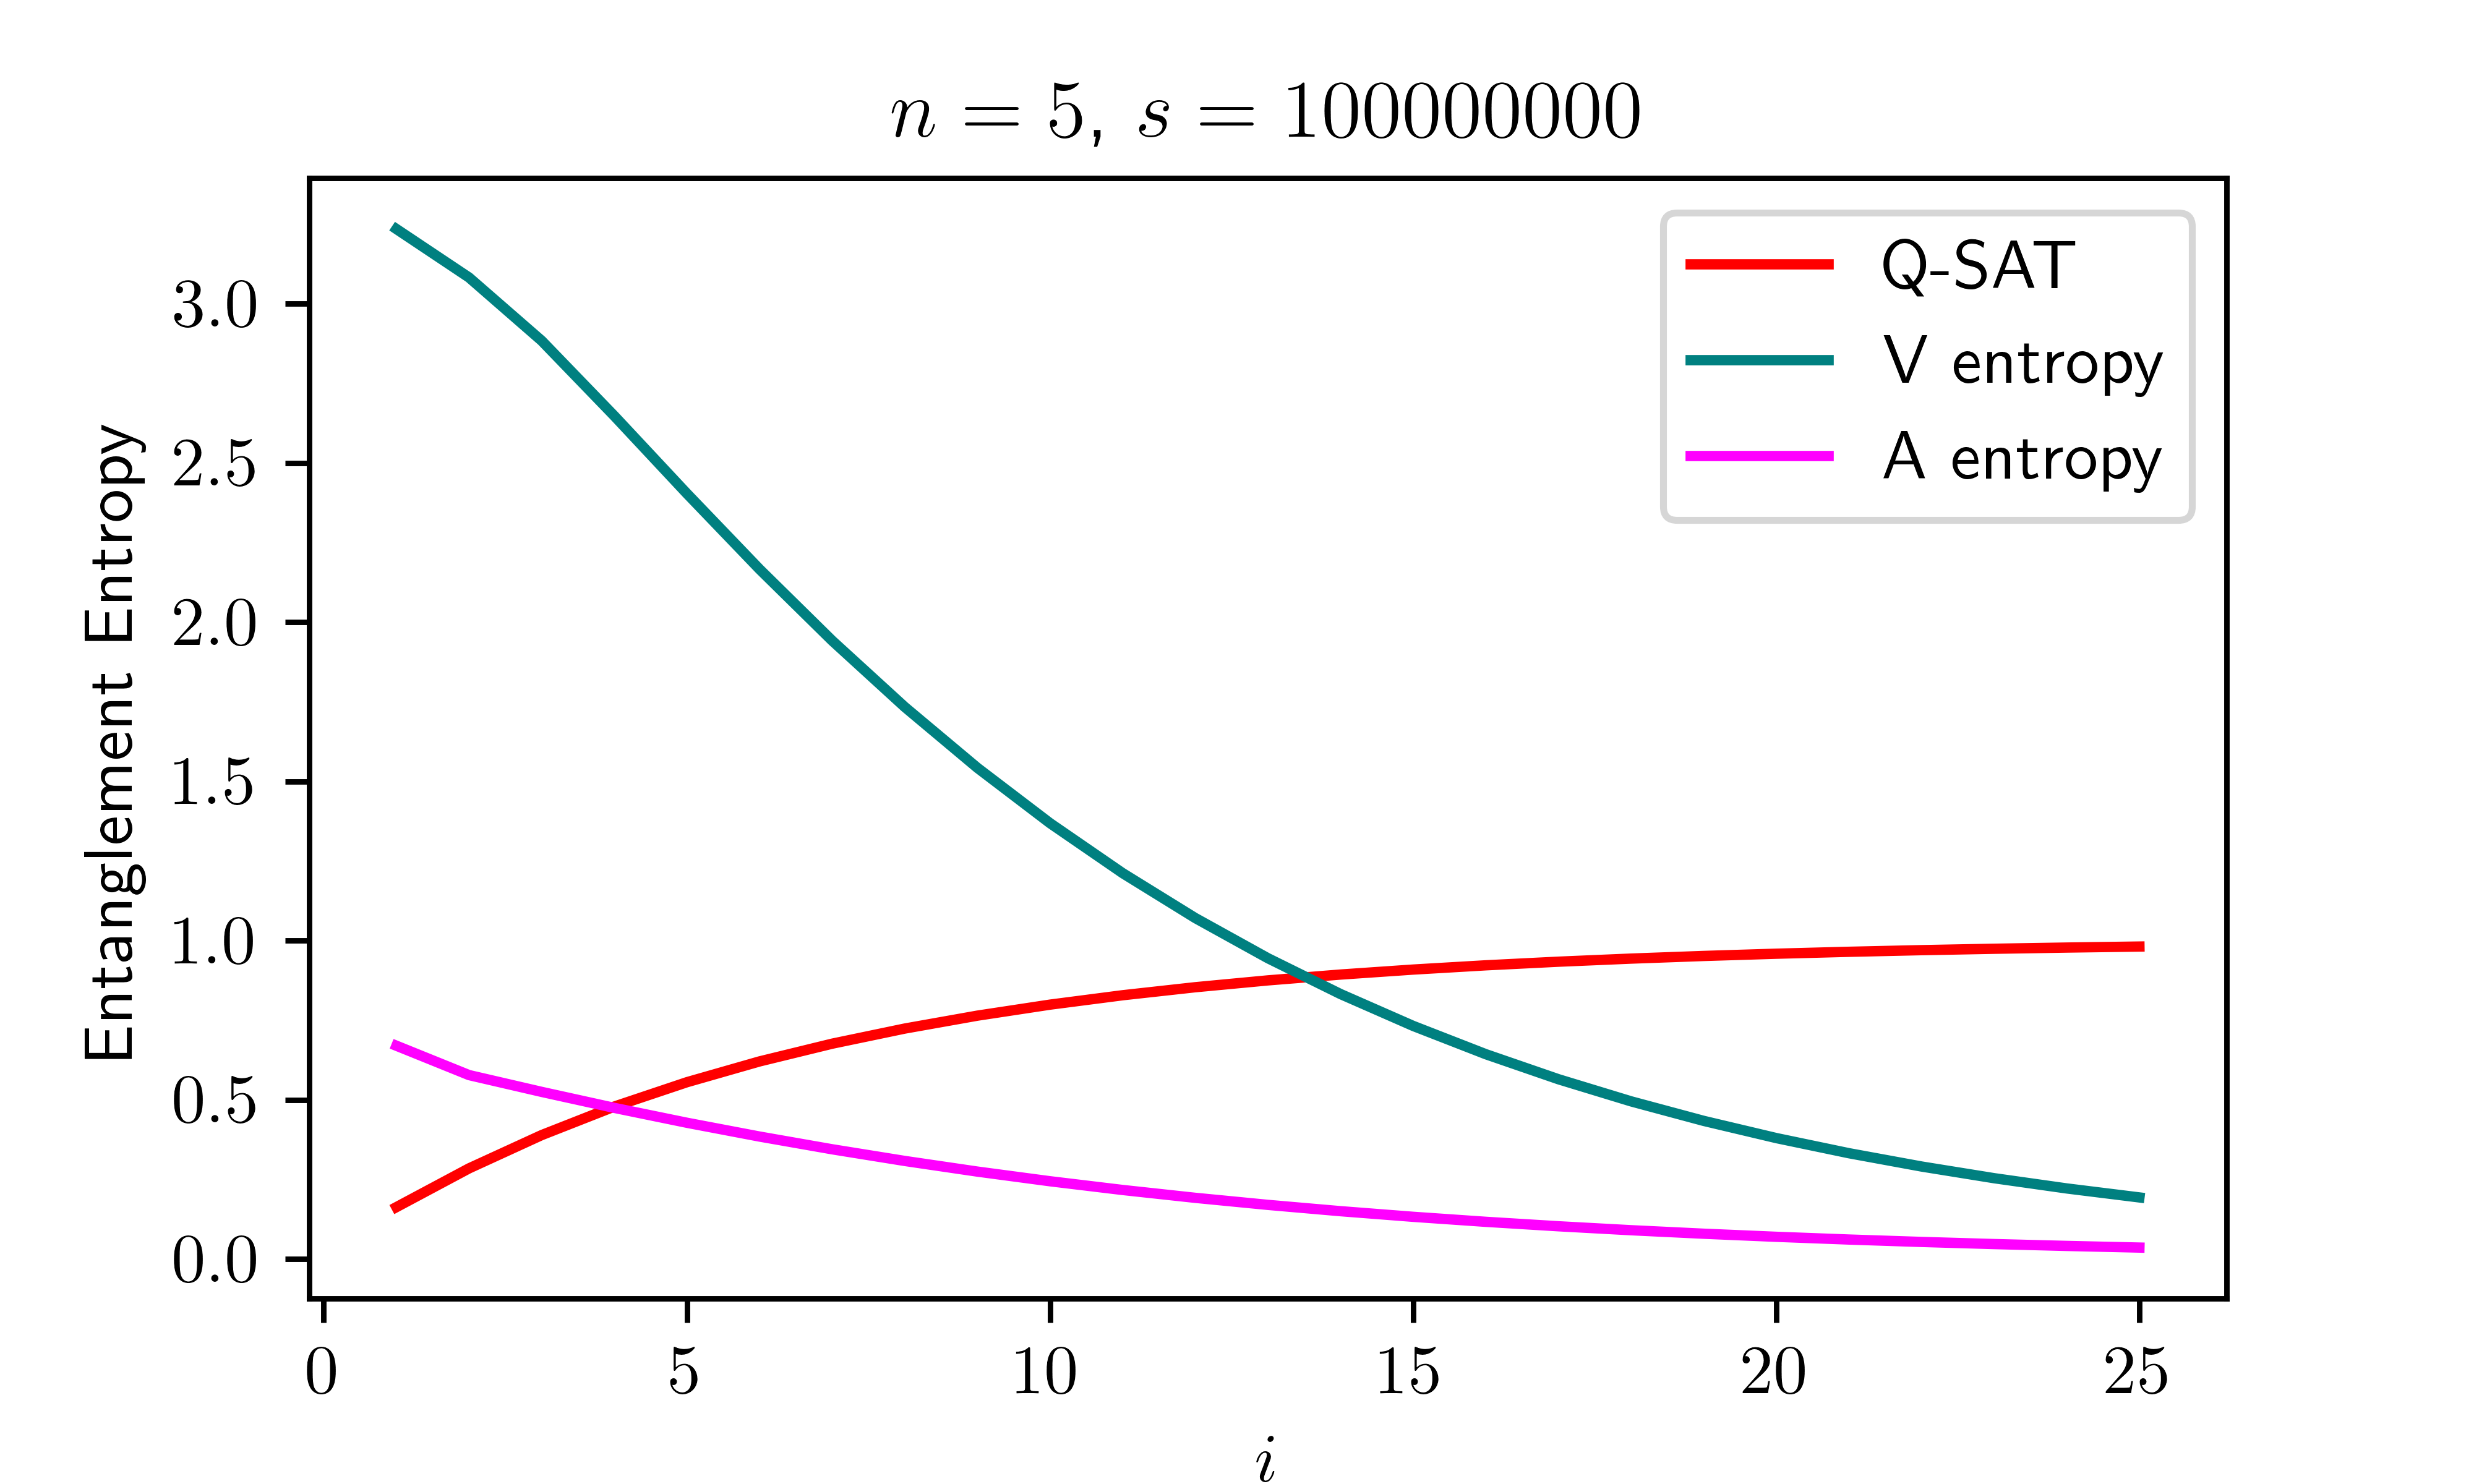 n = 5, s = 100000000
Q-SAT
V entropy
A entropy
Entanglement Entropy
3.0
2.5
2.0
1.5
1.0
0.5
0.0
0 5 10 15 20 25
i